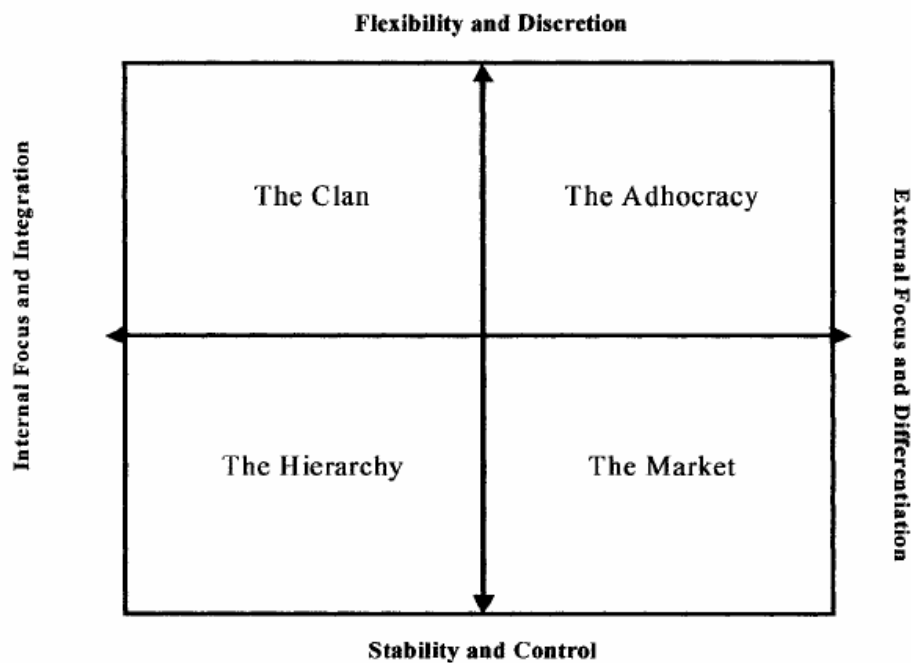 Flexibility and Discretion
Internal Focus and Integration
The Clan
The Adhocracy
External Focus and Differentiation
The Hierarchy
The Market
Stability and Control